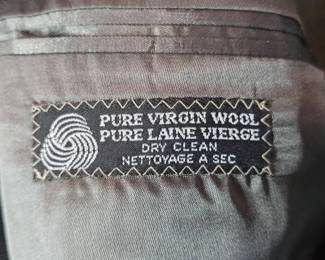 PURE VIRGIN WOOL
PURE LAINE VIERGE
DRY CLEAN
NETTOYAGE A SEC